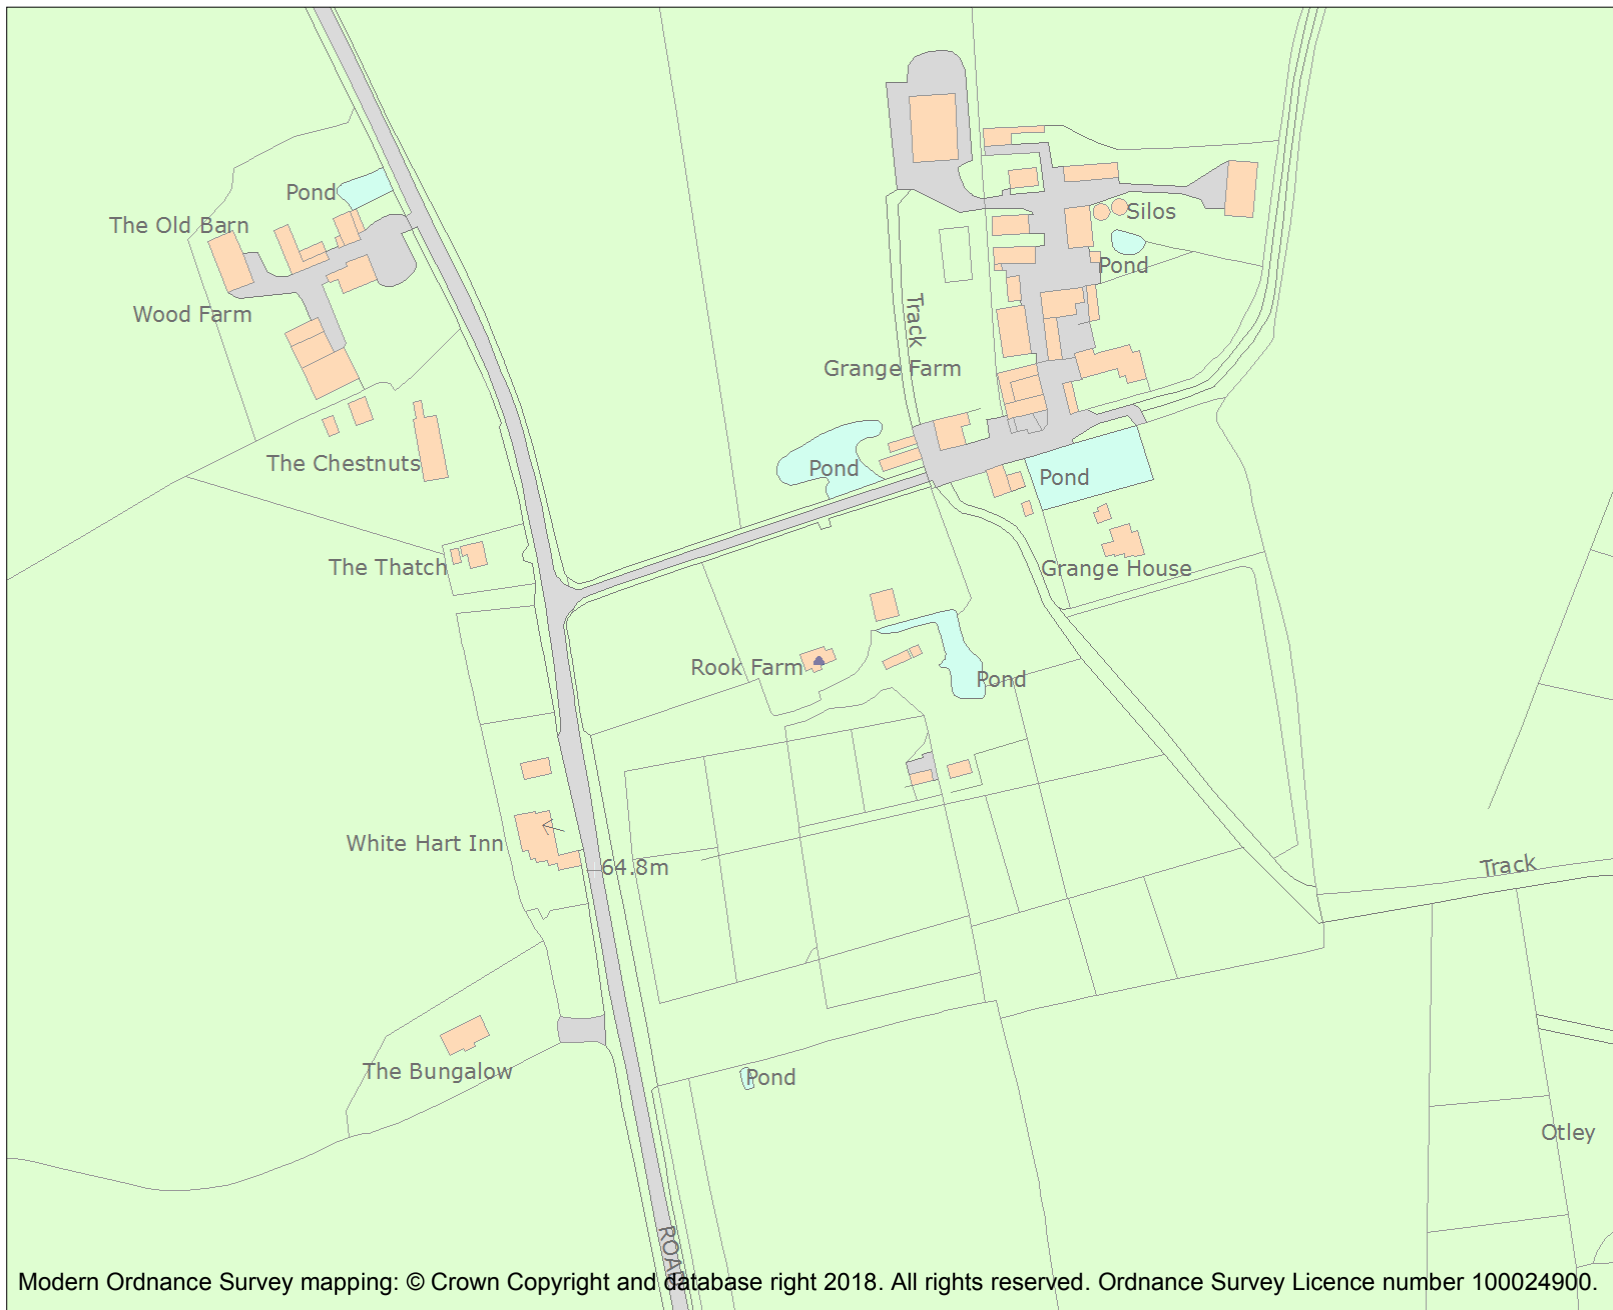 Pond
The Old Barn
Silos
Pond
Wood Farm
Track
Grange Farm
The Chestnuts
Pond
Pond
The Thatch
Grange House
Rook Farm
Pond
White Hart Inn
64.8m
Track
The Bungalow
Pond
Otley
ROAD
Modern Ordnance Survey mapping: © Crown Copyright and database right 2018. All rights reserved. Ordnance Survey Licence number 100024900.